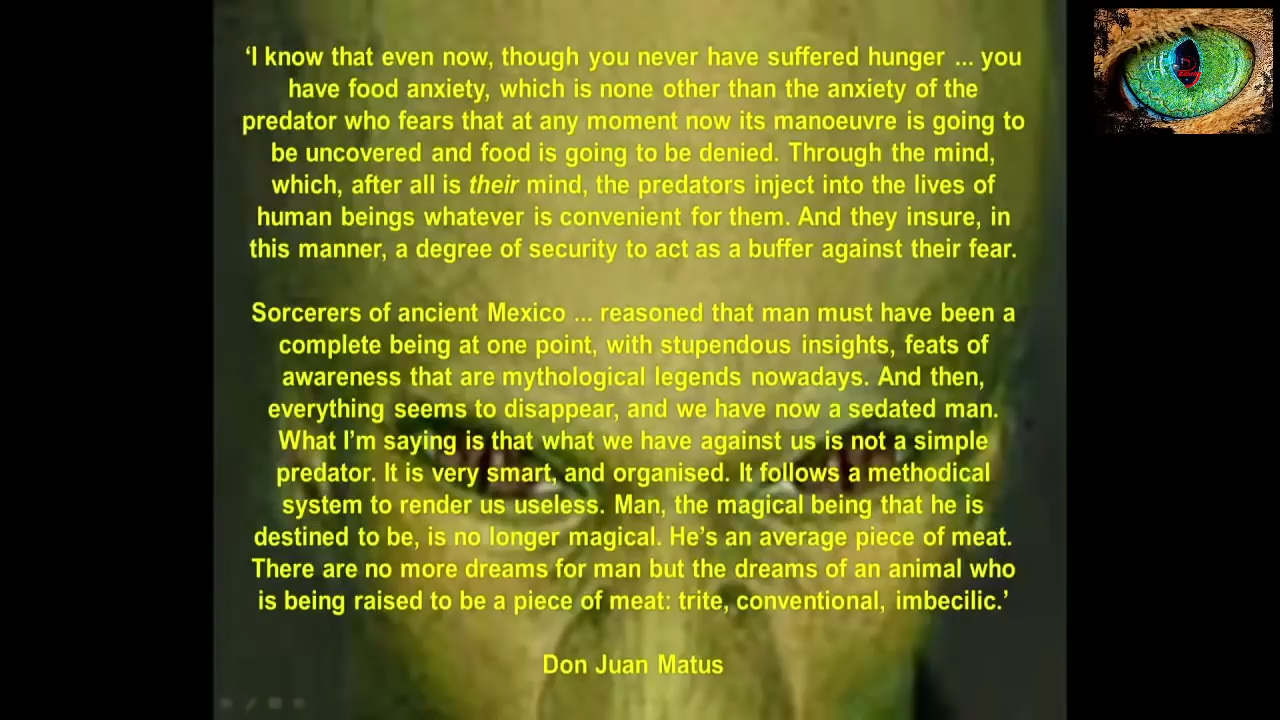 ‘I know that even now, though you never have suffered hunger ... you
have food anxiety, which is none other than the anxiety of the
predator who fears that at any moment now its manoeuvre is going to
be uncovered and food is going to be denied. Through the mind,
which, after all is their mind, the predators inject into the lives of
human beings whatever is convenient for them. And they insure, in
this manner, a degree of security to act as a buffer against their fear.
Sorcerers of ancient Mexico ... reasoned that man must have been a
complete being at one point, with stupendous insights, feats of
awareness that are mythological legends nowadays. And then,
everything seems to disappear, and we have now a sedated man.
What I’m saying is that what we have against us is not a simple
predator. It is very smart, and organised. It follows a methodical
system to render us useless. Man, the magical being that he is
destined to be, is no longer magical. He’s an average piece of meat.
There are no more dreams for man but the dreams of an animal who
is being raised to be a piece of meat: trite, conventional, imbecilic.’
Don Juan Matus